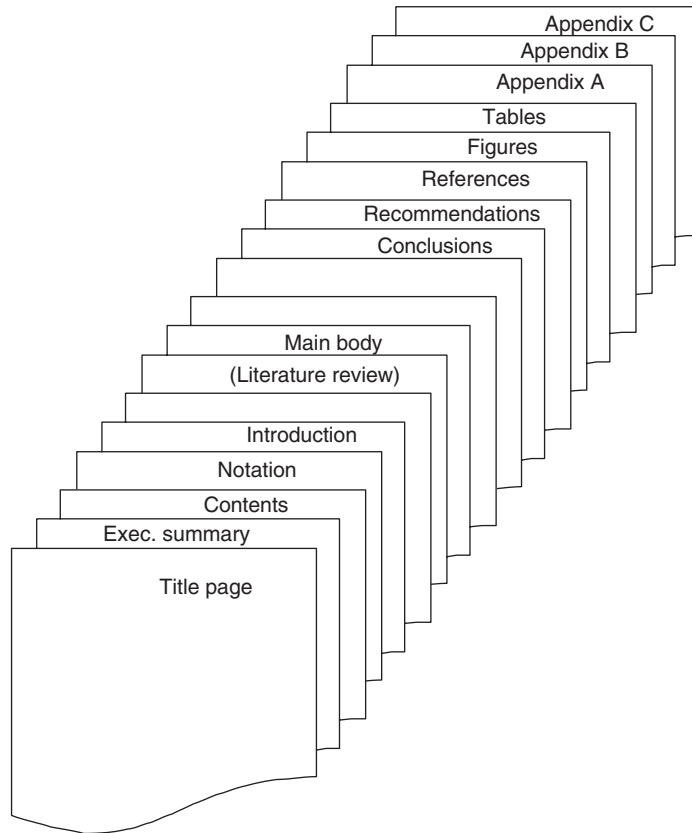 Appendix C
Appendix B
Appendix A
Tables
Figures
References
Recommendations
Conclusions
Main body
(Literature review)
Introduction
Notation
Contents
Exec. summary
Title page